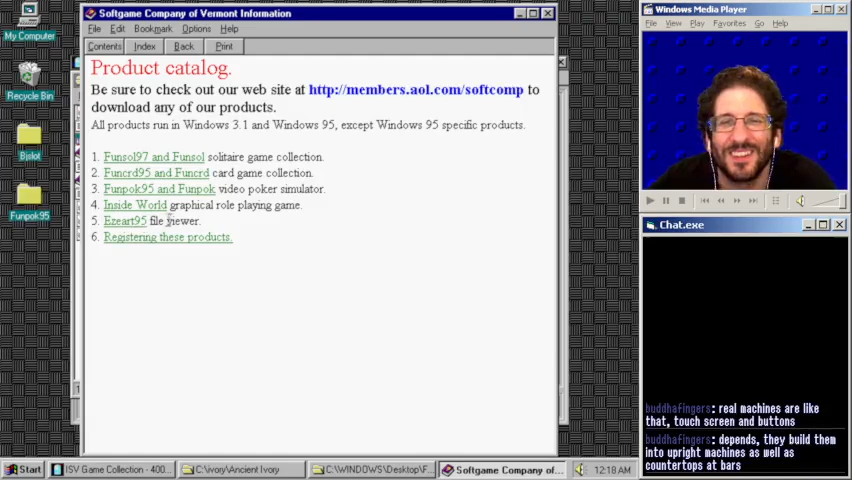 Softgame Company of Vermont Information
File Edit Bookmark Options Help
Contents Index Back Print
Product catalog.
Be sure to check out our web site at http://members.aol.com/softcomp to
download any of our products.
All products run in Windows 3.1 and Windows 95, except Windows 95 specific products.
1. Funsol97 and Funsol solitaire game collection.
2. Funcrd95 and Funcrd card game collection.
3. Funpok95 and Funpok video poker simulator.
4. Inside World graphical role playing game.
5. Ezeart95 file viewer.
6. Registering these products.
My Computer
Recycle Bin
Bjslot
Funpok95
Windows Media Player
File View Play Favorites Go Help
Chat.exe
buddhafingers: real machines are like
that, touch screen and buttons
buddhafingers: depends, they build them
into upright machines as well as
countertops at bars
Start ISV Game Collection - 400... C:\ivory\Ancient Ivory C:\WINDOWS\Desktop\F... Softgame Company of... 12:18 AM